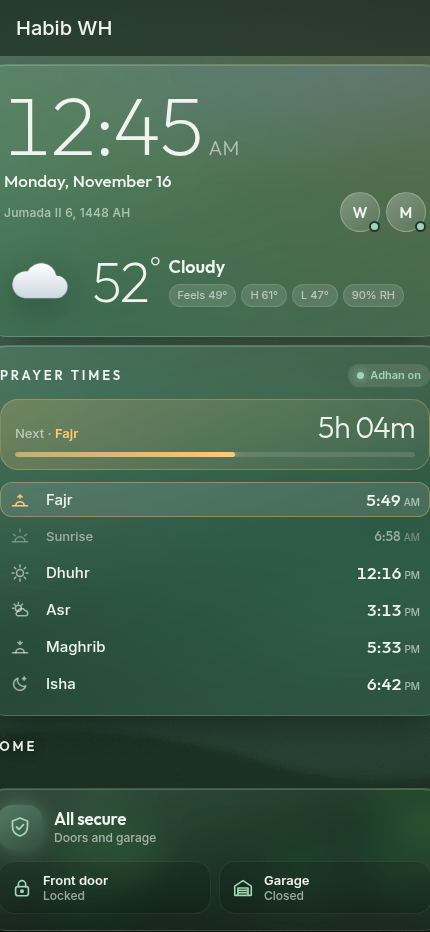 Habib WH
12:45 AM
Monday, November 16
Jumada II 6, 1448 AH
W M
52° Cloudy
Feels 49° H 61° L 47° 90% RH
PRAYER TIMES
Adhan on
Next · Fajr
5h 04m
Fajr 5:49 AM
Sunrise 6:58 AM
Dhuhr 12:16 PM
Asr 3:13 PM
Maghrib 5:33 PM
Isha 6:42 PM
OME
All secure
Doors and garage
Front door
Locked
Garage
Closed